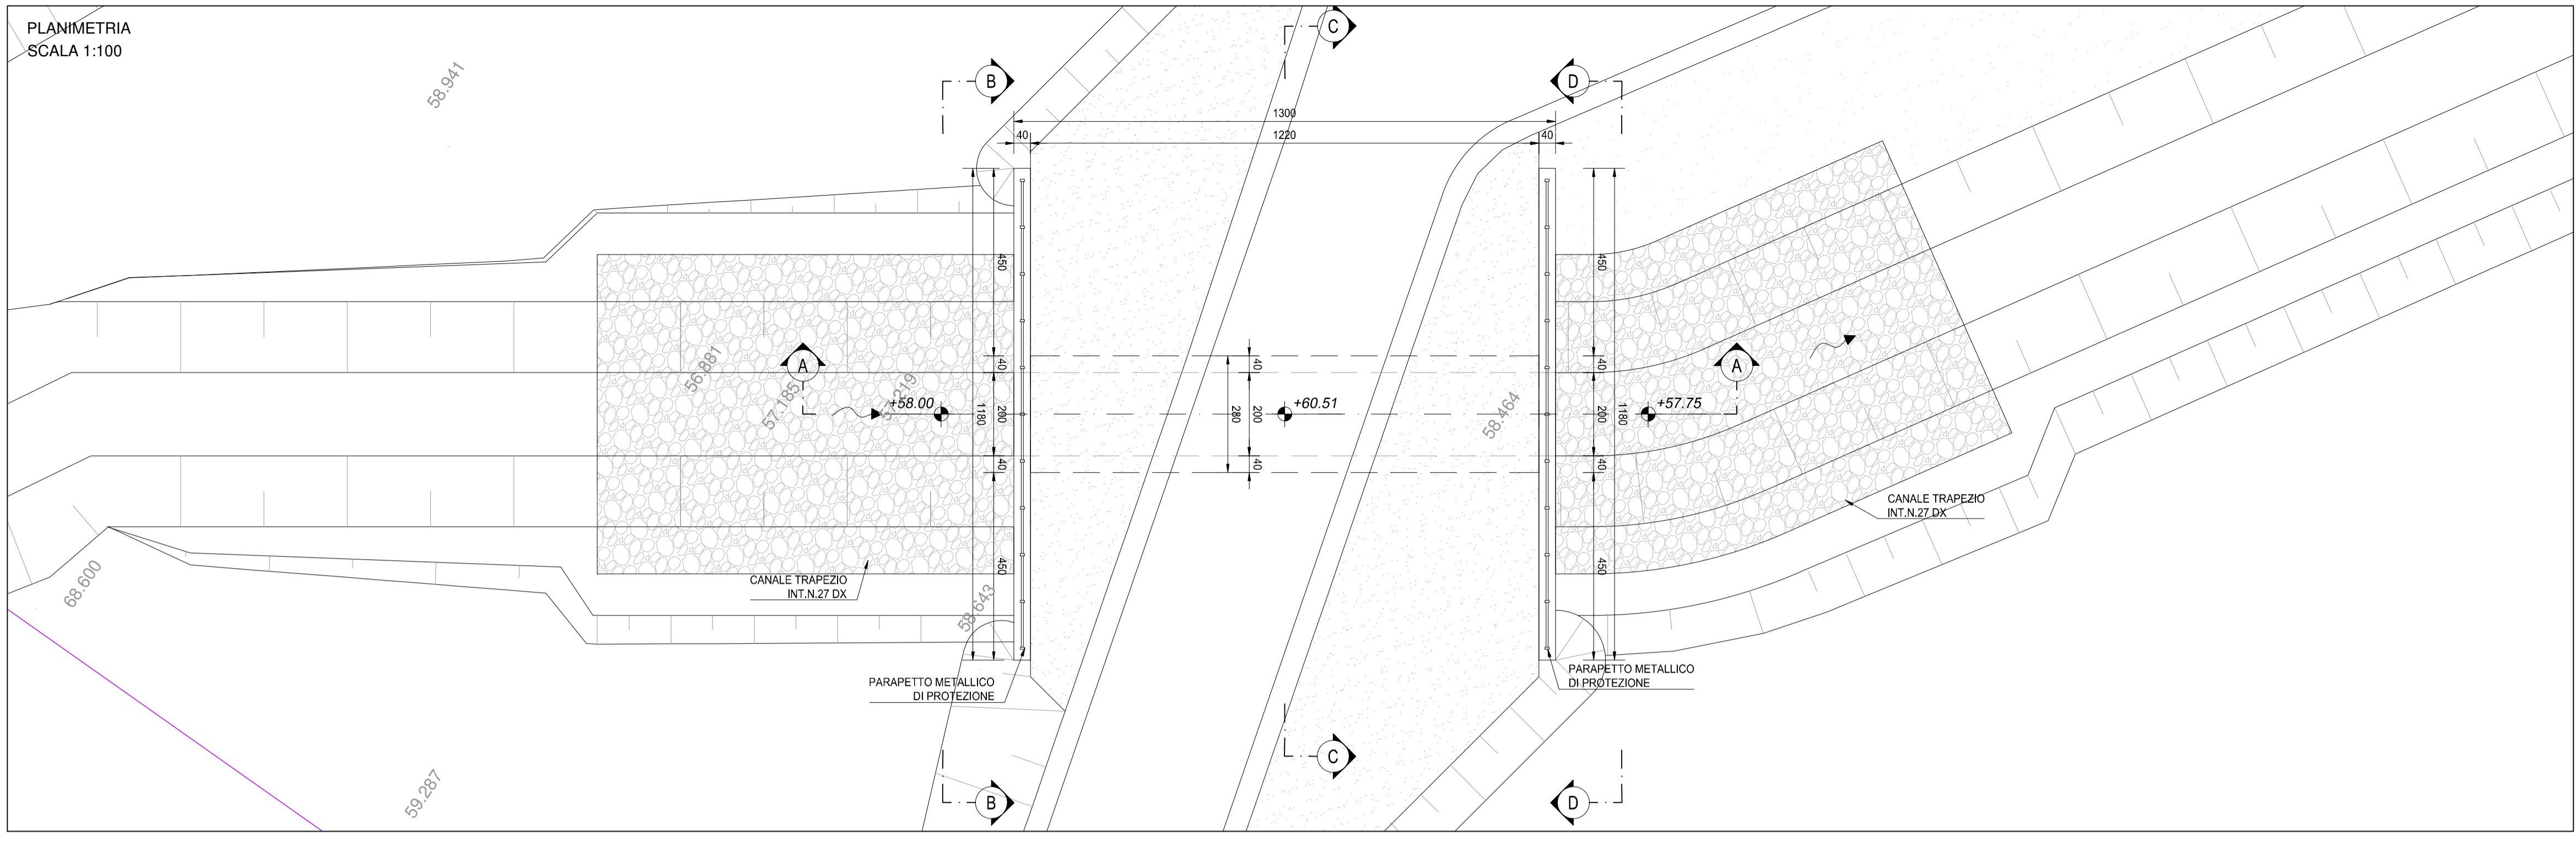 PLANIMETRIA
SCALA 1:100
58.941
B
C
D
1300
40
1220
40
450
450
A
A
56.881
57.185
57.219
+58.00
40
200
1180
40
280
200
40
40
+60.51
58.464
40
200
1180
40
+57.75
450
450
CANALE TRAPEZIO
INT.N.27 DX
CANALE TRAPEZIO
INT.N.27 DX
68.600
58.643
PARAPETTO METALLICO
DI PROTEZIONE
PARAPETTO METALLICO
DI PROTEZIONE
59.287
B
C
D